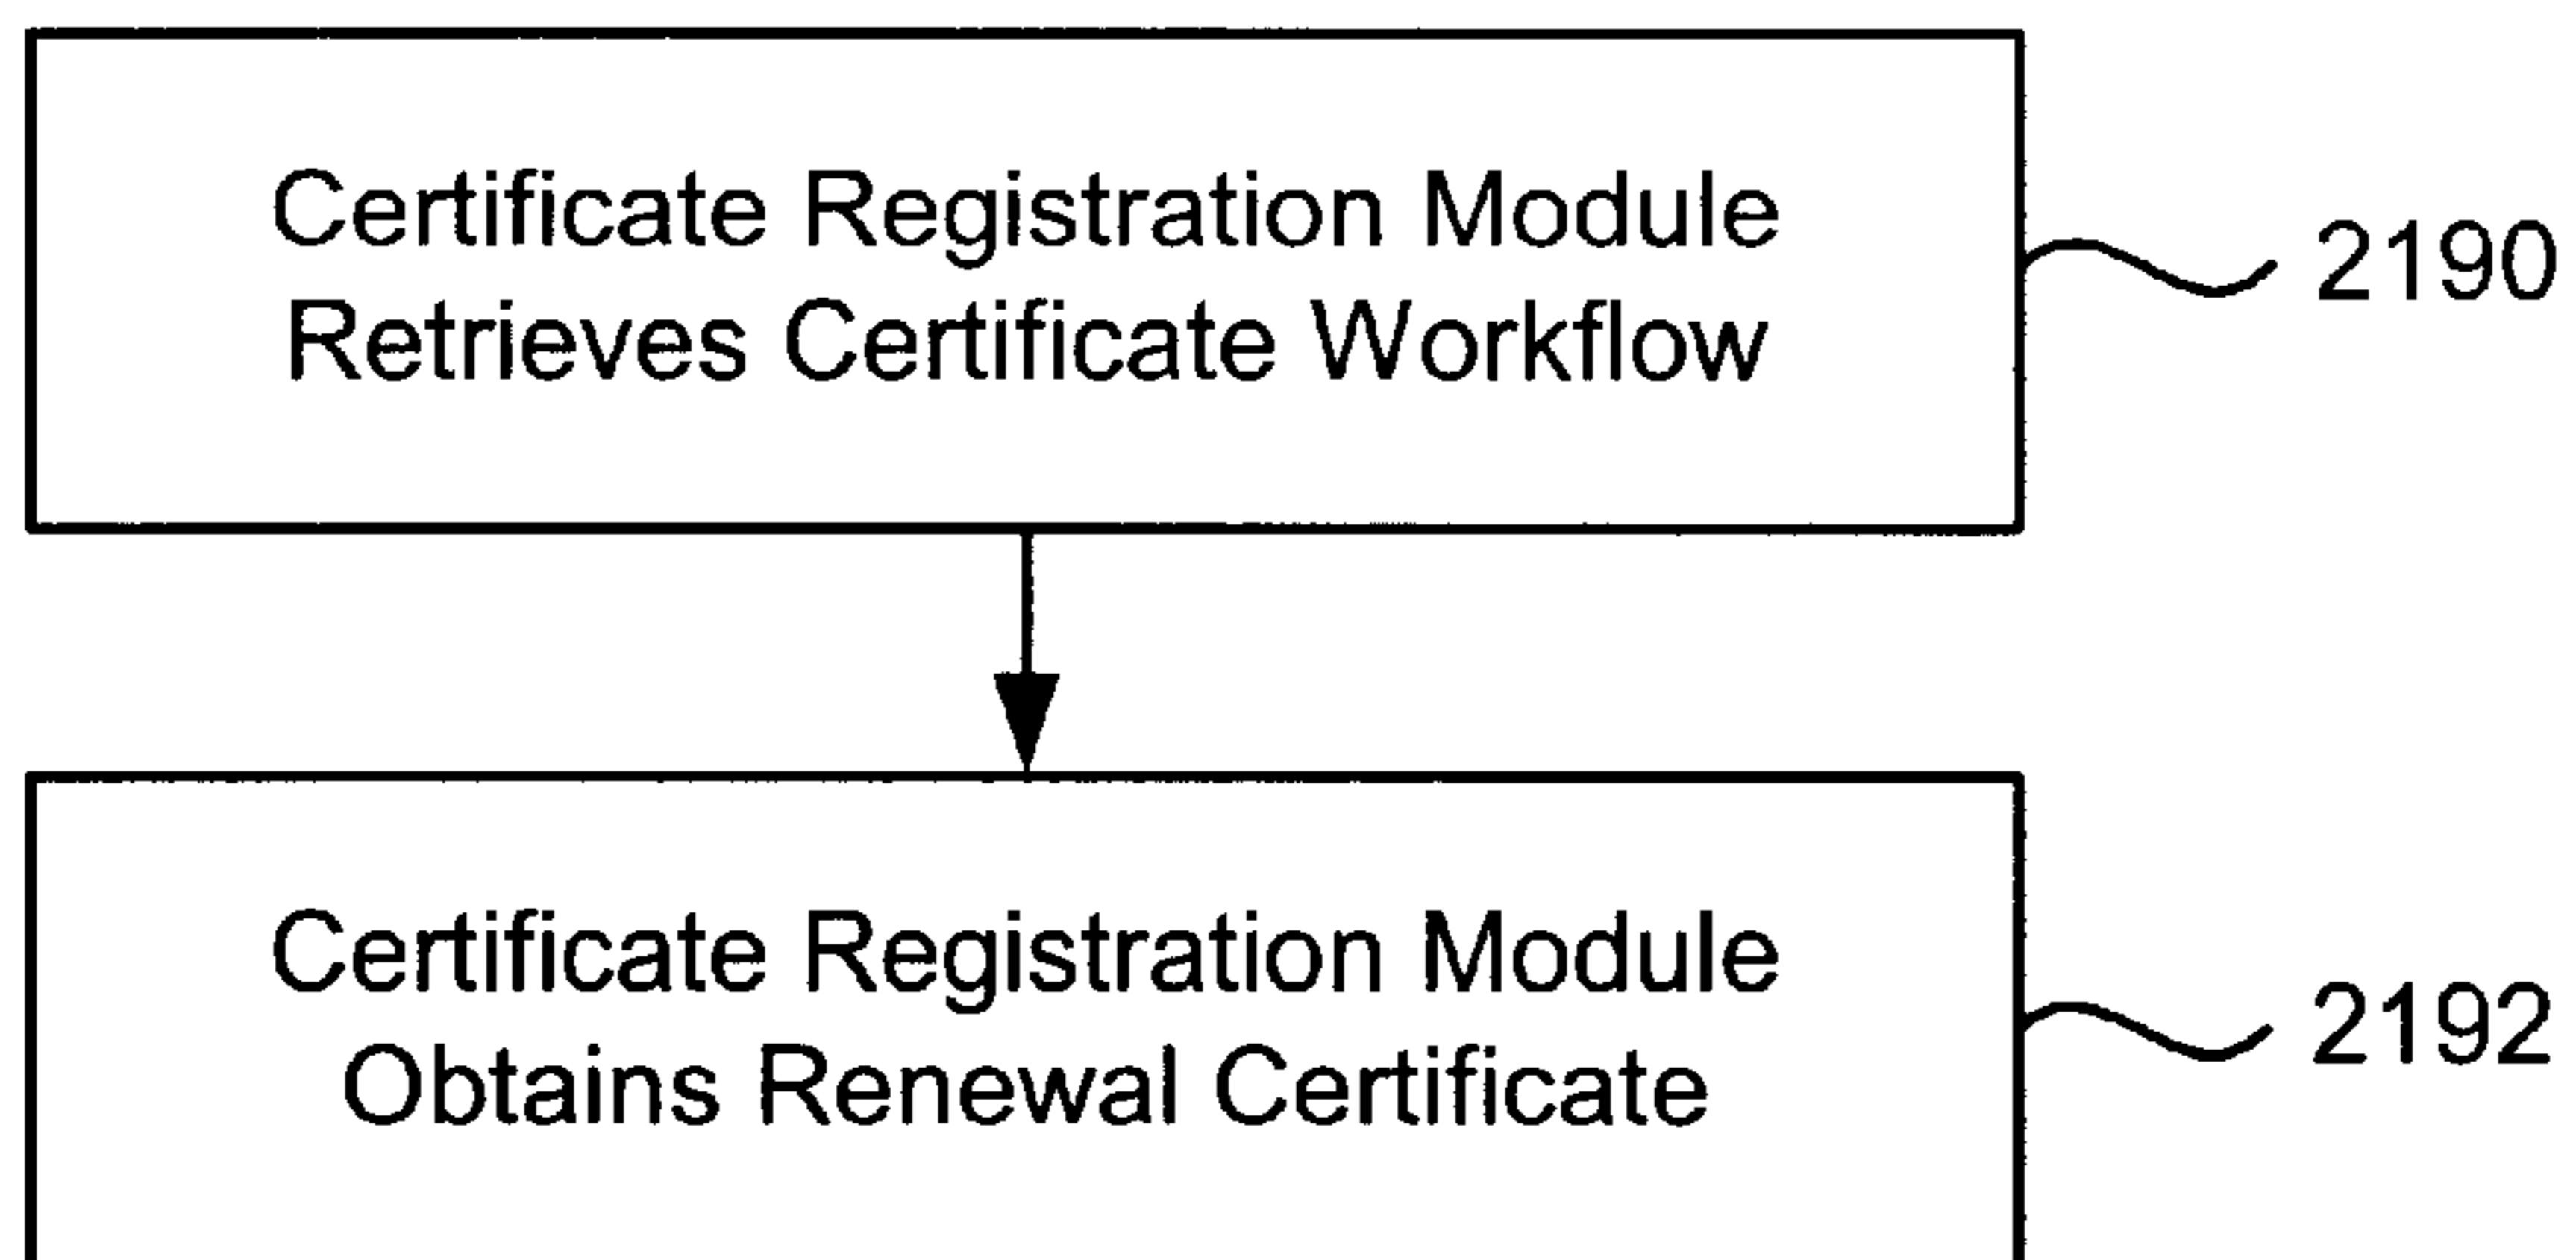 Certificate Registration Module
Retrieves Certificate Workflow
2190
Certificate Registration Module
Obtains Renewal Certificate
2192